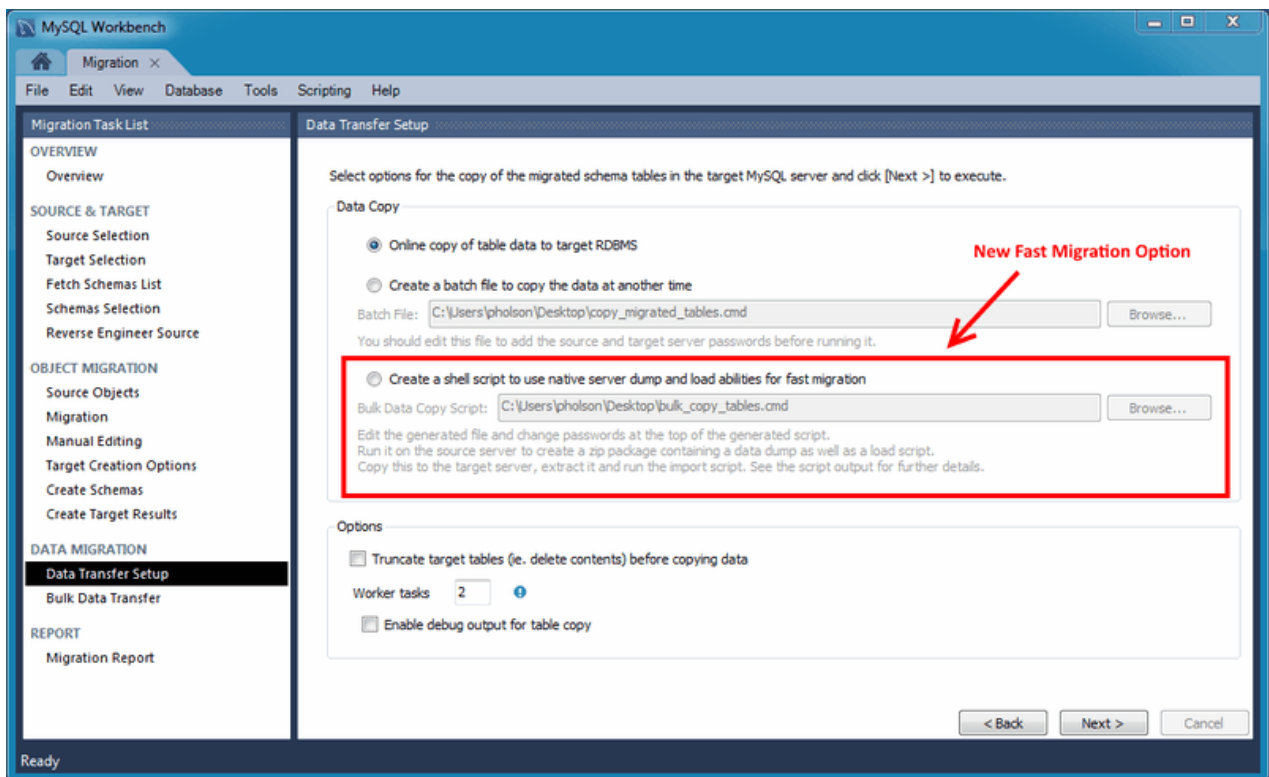 MySQL Workbench
Migration
File Edit View Database Tools Scripting Help
Migration Task List
OVERVIEW
Overview
SOURCE & TARGET
Source Selection
Target Selection
Fetch Schemas List
Schemas Selection
Reverse Engineer Source
OBJECT MIGRATION
Source Objects
Migration
Manual Editing
Target Creation Options
Create Schemas
Create Target Results
DATA MIGRATION
Data Transfer Setup
Bulk Data Transfer
REPORT
Migration Report
Data Transfer Setup
Select options for the copy of the migrated schema tables in the target MySQL server and click [Next >] to execute.
Data Copy
Online copy of table data to target RDBMS
New Fast Migration Option
Create a batch file to copy the data at another time
Batch File: C:\Users\pholson\Desktop\copy_migrated_tables.cmd Browse...
You should edit this file to add the source and target server passwords before running it.
Create a shell script to use native server dump and load abilities for fast migration
Bulk Data Copy Script: C:\Users\pholson\Desktop\bulk_copy_tables.cmd Browse...
Edit the generated file and change passwords at the top of the generated script.
Run it on the source server to create a zip package containing a data dump as well as a load script.
Copy this to the target server, extract it and run the import script. See the script output for further details.
Options
Truncate target tables (ie. delete contents) before copying data
Worker tasks 2
Enable debug output for table copy
< Back Next > Cancel
Ready